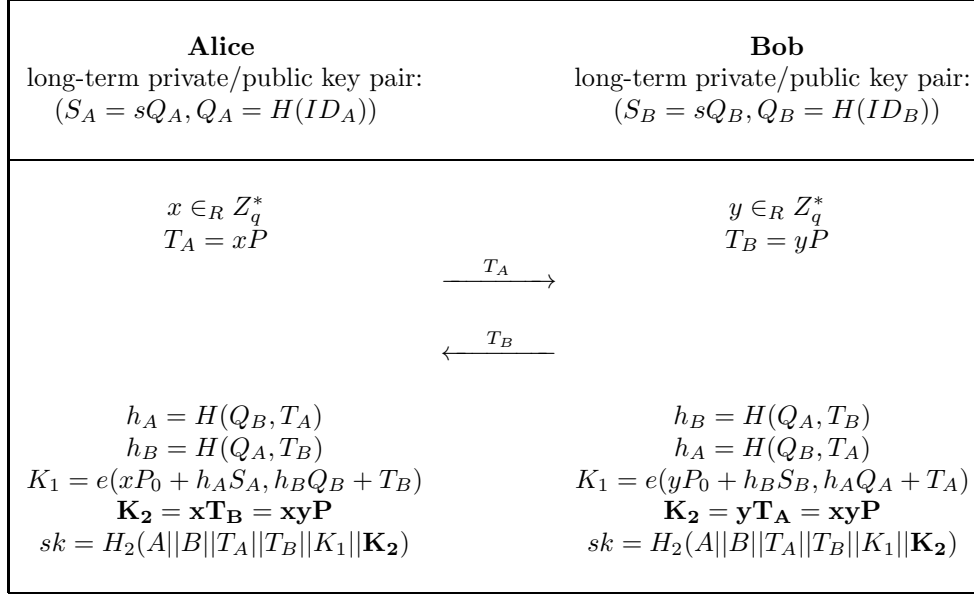 Alice Bob
long-term private/public key pair: long-term private/public key pair:
(S_A = sQ_A, Q_A = H(ID_A)) (S_B = sQ_B, Q_B = H(ID_B))
x ∈_R Z_q^* y ∈_R Z_q^*
T_A = xP T_B = yP
T_A
T_B
h_A = H(Q_B, T_A) h_B = H(Q_A, T_B)
h_B = H(Q_A, T_B) h_A = H(Q_B, T_A)
K_1 = e(xP_0 + h_A S_A, h_B Q_B + T_B) K_1 = e(yP_0 + h_B S_B, h_A Q_A + T_A)
K_2 = xT_B = xyP K_2 = yT_A = xyP
sk = H_2(A||B||T_A||T_B||K_1||K_2) sk = H_2(A||B||T_A||T_B||K_1||K_2)